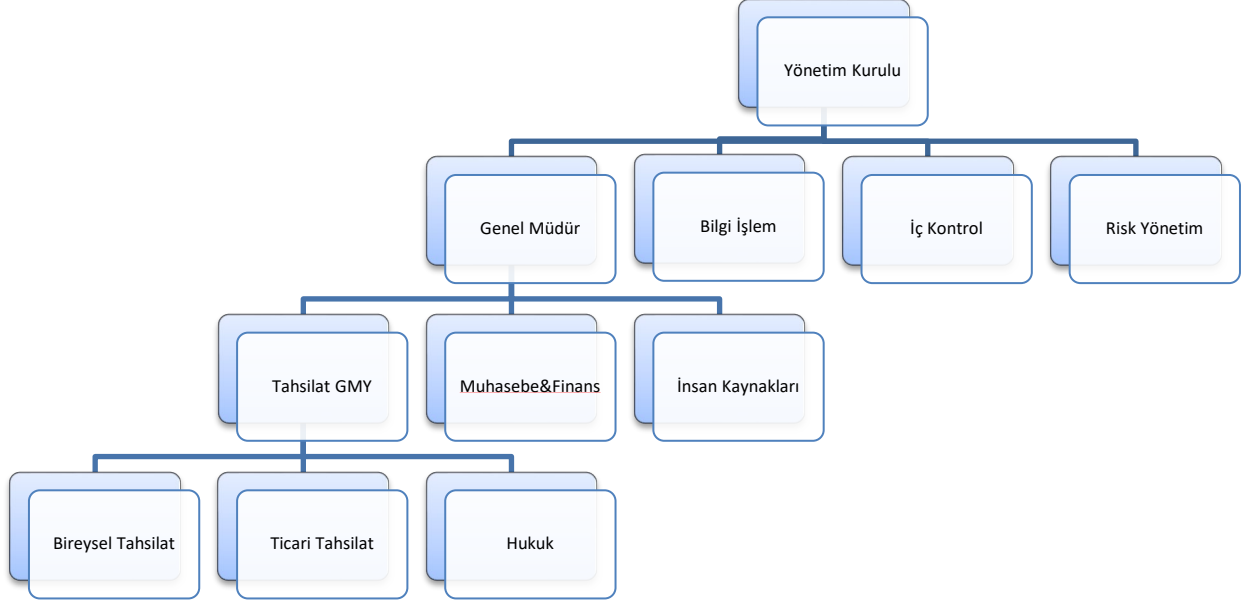 Yönetim Kurulu
Genel Müdür
Bilgi İşlem
İç Kontrol
Risk Yönetim
Tahsilat GMY
Muhasebe&Finans
İnsan Kaynakları
Bireysel Tahsilat
Ticari Tahsilat
Hukuk